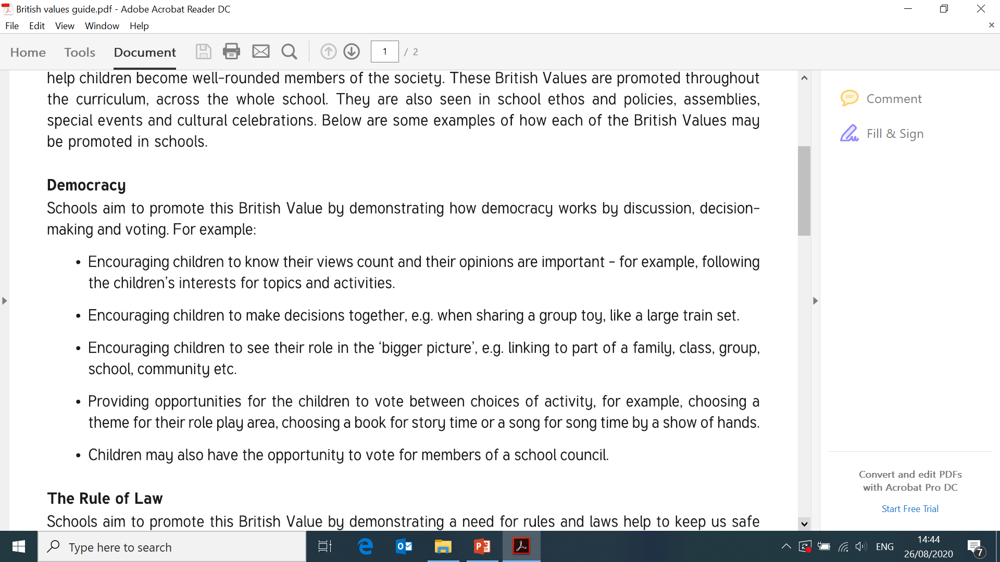 British values guide.pdf - Adobe Acrobat Reader DC
File Edit View Window Help
Home Tools Document 1 / 2
help children become well-rounded members of the society. These British Values are promoted throughout
the curriculum, across the whole school. They are also seen in school ethos and policies, assemblies,
special events and cultural celebrations. Below are some examples of how each of the British Values may
be promoted in schools.
Democracy
Schools aim to promote this British Value by demonstrating how democracy works by discussion, decision-
making and voting. For example:
• Encouraging children to know their views count and their opinions are important - for example, following
the children's interests for topics and activities.
• Encouraging children to make decisions together, e.g. when sharing a group toy, like a large train set.
• Encouraging children to see their role in the ‘bigger picture’, e.g. linking to part of a family, class, group,
school, community etc.
• Providing opportunities for the children to vote between choices of activity, for example, choosing a
theme for their role play area, choosing a book for story time or a song for song time by a show of hands.
• Children may also have the opportunity to vote for members of a school council.
The Rule of Law
Schools aim to promote this British Value by demonstrating a need for rules and laws help to keep us safe
Comment
Fill & Sign
Convert and edit PDFs
with Acrobat Pro DC
Start Free Trial
Type here to search
ENG
14:44
26/08/2020
7